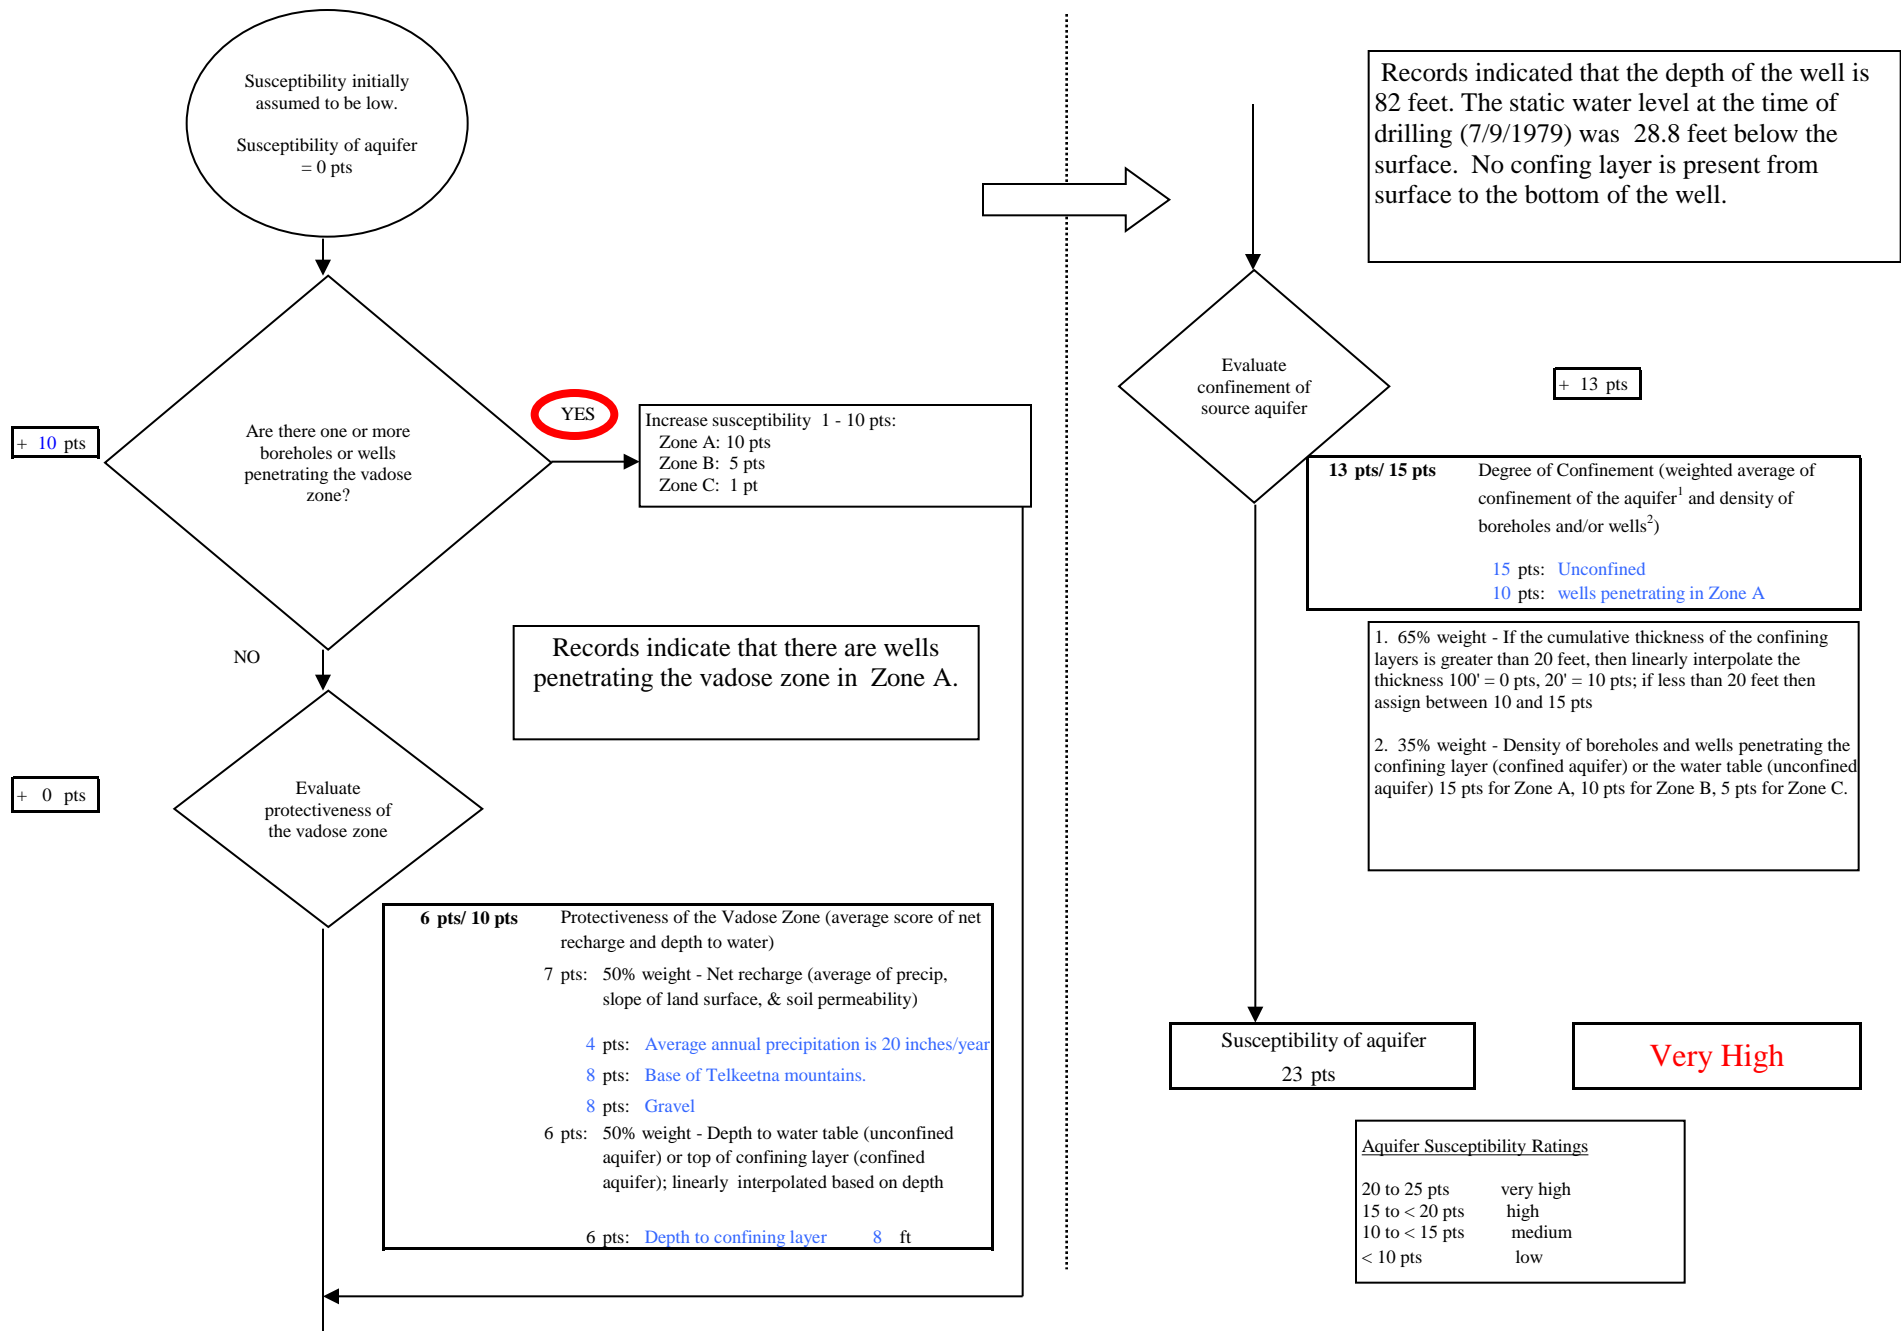 Susceptibility initially
assumed to be low.
Susceptibility of aquifer
= 0 pts
+ 10 pts
Are there one or more
boreholes or wells
penetrating the vadose
zone?
YES
Increase susceptibility 1 - 10 pts:
Zone A: 10 pts
Zone B: 5 pts
Zone C: 1 pt
NO
Records indicate that there are wells
penetrating the vadose zone in Zone A.
+ 0 pts
Evaluate
protectiveness of
the vadose zone
6 pts/ 10 pts Protectiveness of the Vadose Zone (average score of net
recharge and depth to water)
7 pts: 50% weight - Net recharge (average of precip,
slope of land surface, & soil permeability)
4 pts: Average annual precipitation is 20 inches/year
8 pts: Base of Telkeetna mountains.
8 pts: Gravel
6 pts: 50% weight - Depth to water table (unconfined
aquifer) or top of confining layer (confined
aquifer); linearly interpolated based on depth
6 pts: Depth to confining layer 8 ft
Records indicated that the depth of the well is
82 feet. The static water level at the time of
drilling (7/9/1979) was 28.8 feet below the
surface. No confing layer is present from
surface to the bottom of the well.
Evaluate
confinement of
source aquifer
+ 13 pts
13 pts/ 15 pts Degree of Confinement (weighted average of
confinement of the aquifer1 and density of
boreholes and/or wells2)
15 pts: Unconfined
10 pts: wells penetrating in Zone A
1. 65% weight - If the cumulative thickness of the confining
layers is greater than 20 feet, then linearly interpolate the
thickness 100' = 0 pts, 20' = 10 pts; if less than 20 feet then
assign between 10 and 15 pts
2. 35% weight - Density of boreholes and wells penetrating the
confining layer (confined aquifer) or the water table (unconfined
aquifer) 15 pts for Zone A, 10 pts for Zone B, 5 pts for Zone C.
Susceptibility of aquifer
23 pts
Very High
Aquifer Susceptibility Ratings
20 to 25 pts very high
15 to < 20 pts high
10 to < 15 pts medium
< 10 pts low